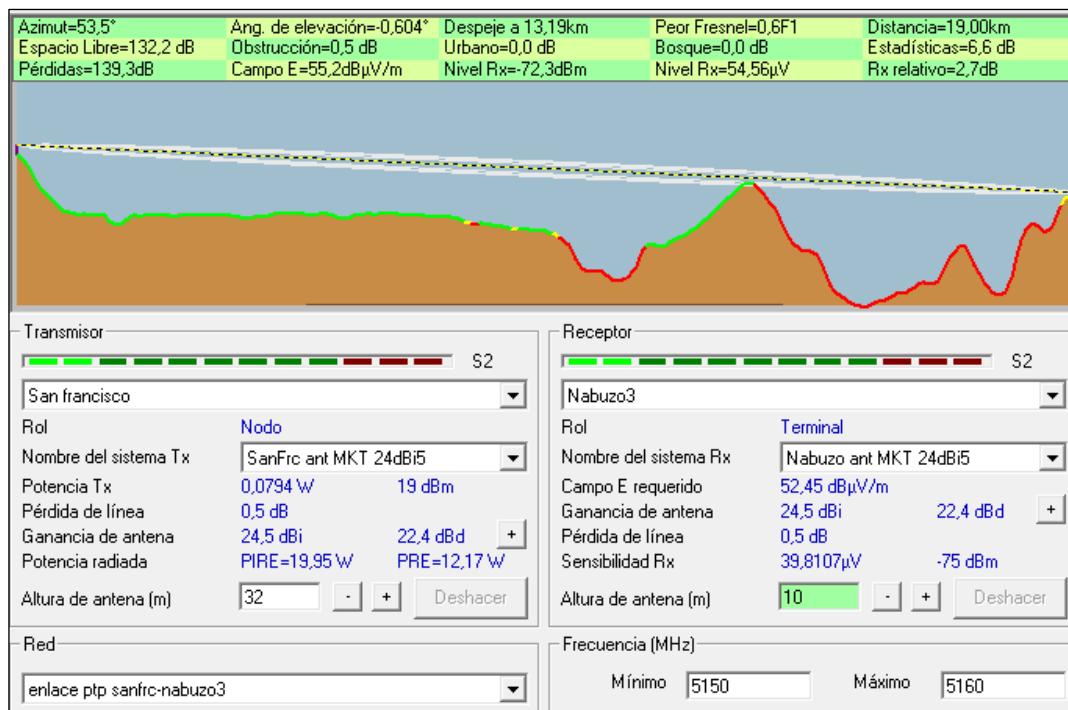 Azimut=53,5° Ang. de elevación=-0,604° Despeje a 13,19km Peor Fresnel=0,6F1 Distancia=19,00km
Espacio Libre=132,2 dB Obstrucción=0,5 dB Urbano=0,0 dB Bosque=0,0 dB Estadísticas=6,6 dB
Pérdidas=139,3dB Campo E=55,2dBµV/m Nivel Rx=-72,3dBm Nivel Rx=54,56µV Rx relativo=2,7dB
Transmisor
S2
San francisco
Rol Nodo
Nombre del sistema Tx SanFrc ant MKT 24dBi5
Potencia Tx 0,0794 W 19 dBm
Pérdida de línea 0,5 dB
Ganancia de antena 24,5 dBi 22,4 dBd +
Potencia radiada PIRE=19,95 W PRE=12,17 W
Altura de antena (m) 32 - + Deshacer
Red
enlace ptp sanfrc-nabuzo3
Receptor
S2
Nabuzo3
Rol Terminal
Nombre del sistema Rx Nabuzo ant MKT 24dBi5
Campo E requerido 52,45 dBµV/m
Ganancia de antena 24,5 dBi 22,4 dBd +
Pérdida de línea 0,5 dB
Sensibilidad Rx 39,8107µV -75 dBm
Altura de antena (m) 10 - + Deshacer
Frecuencia (MHz)
Mínimo 5150 Máximo 5160